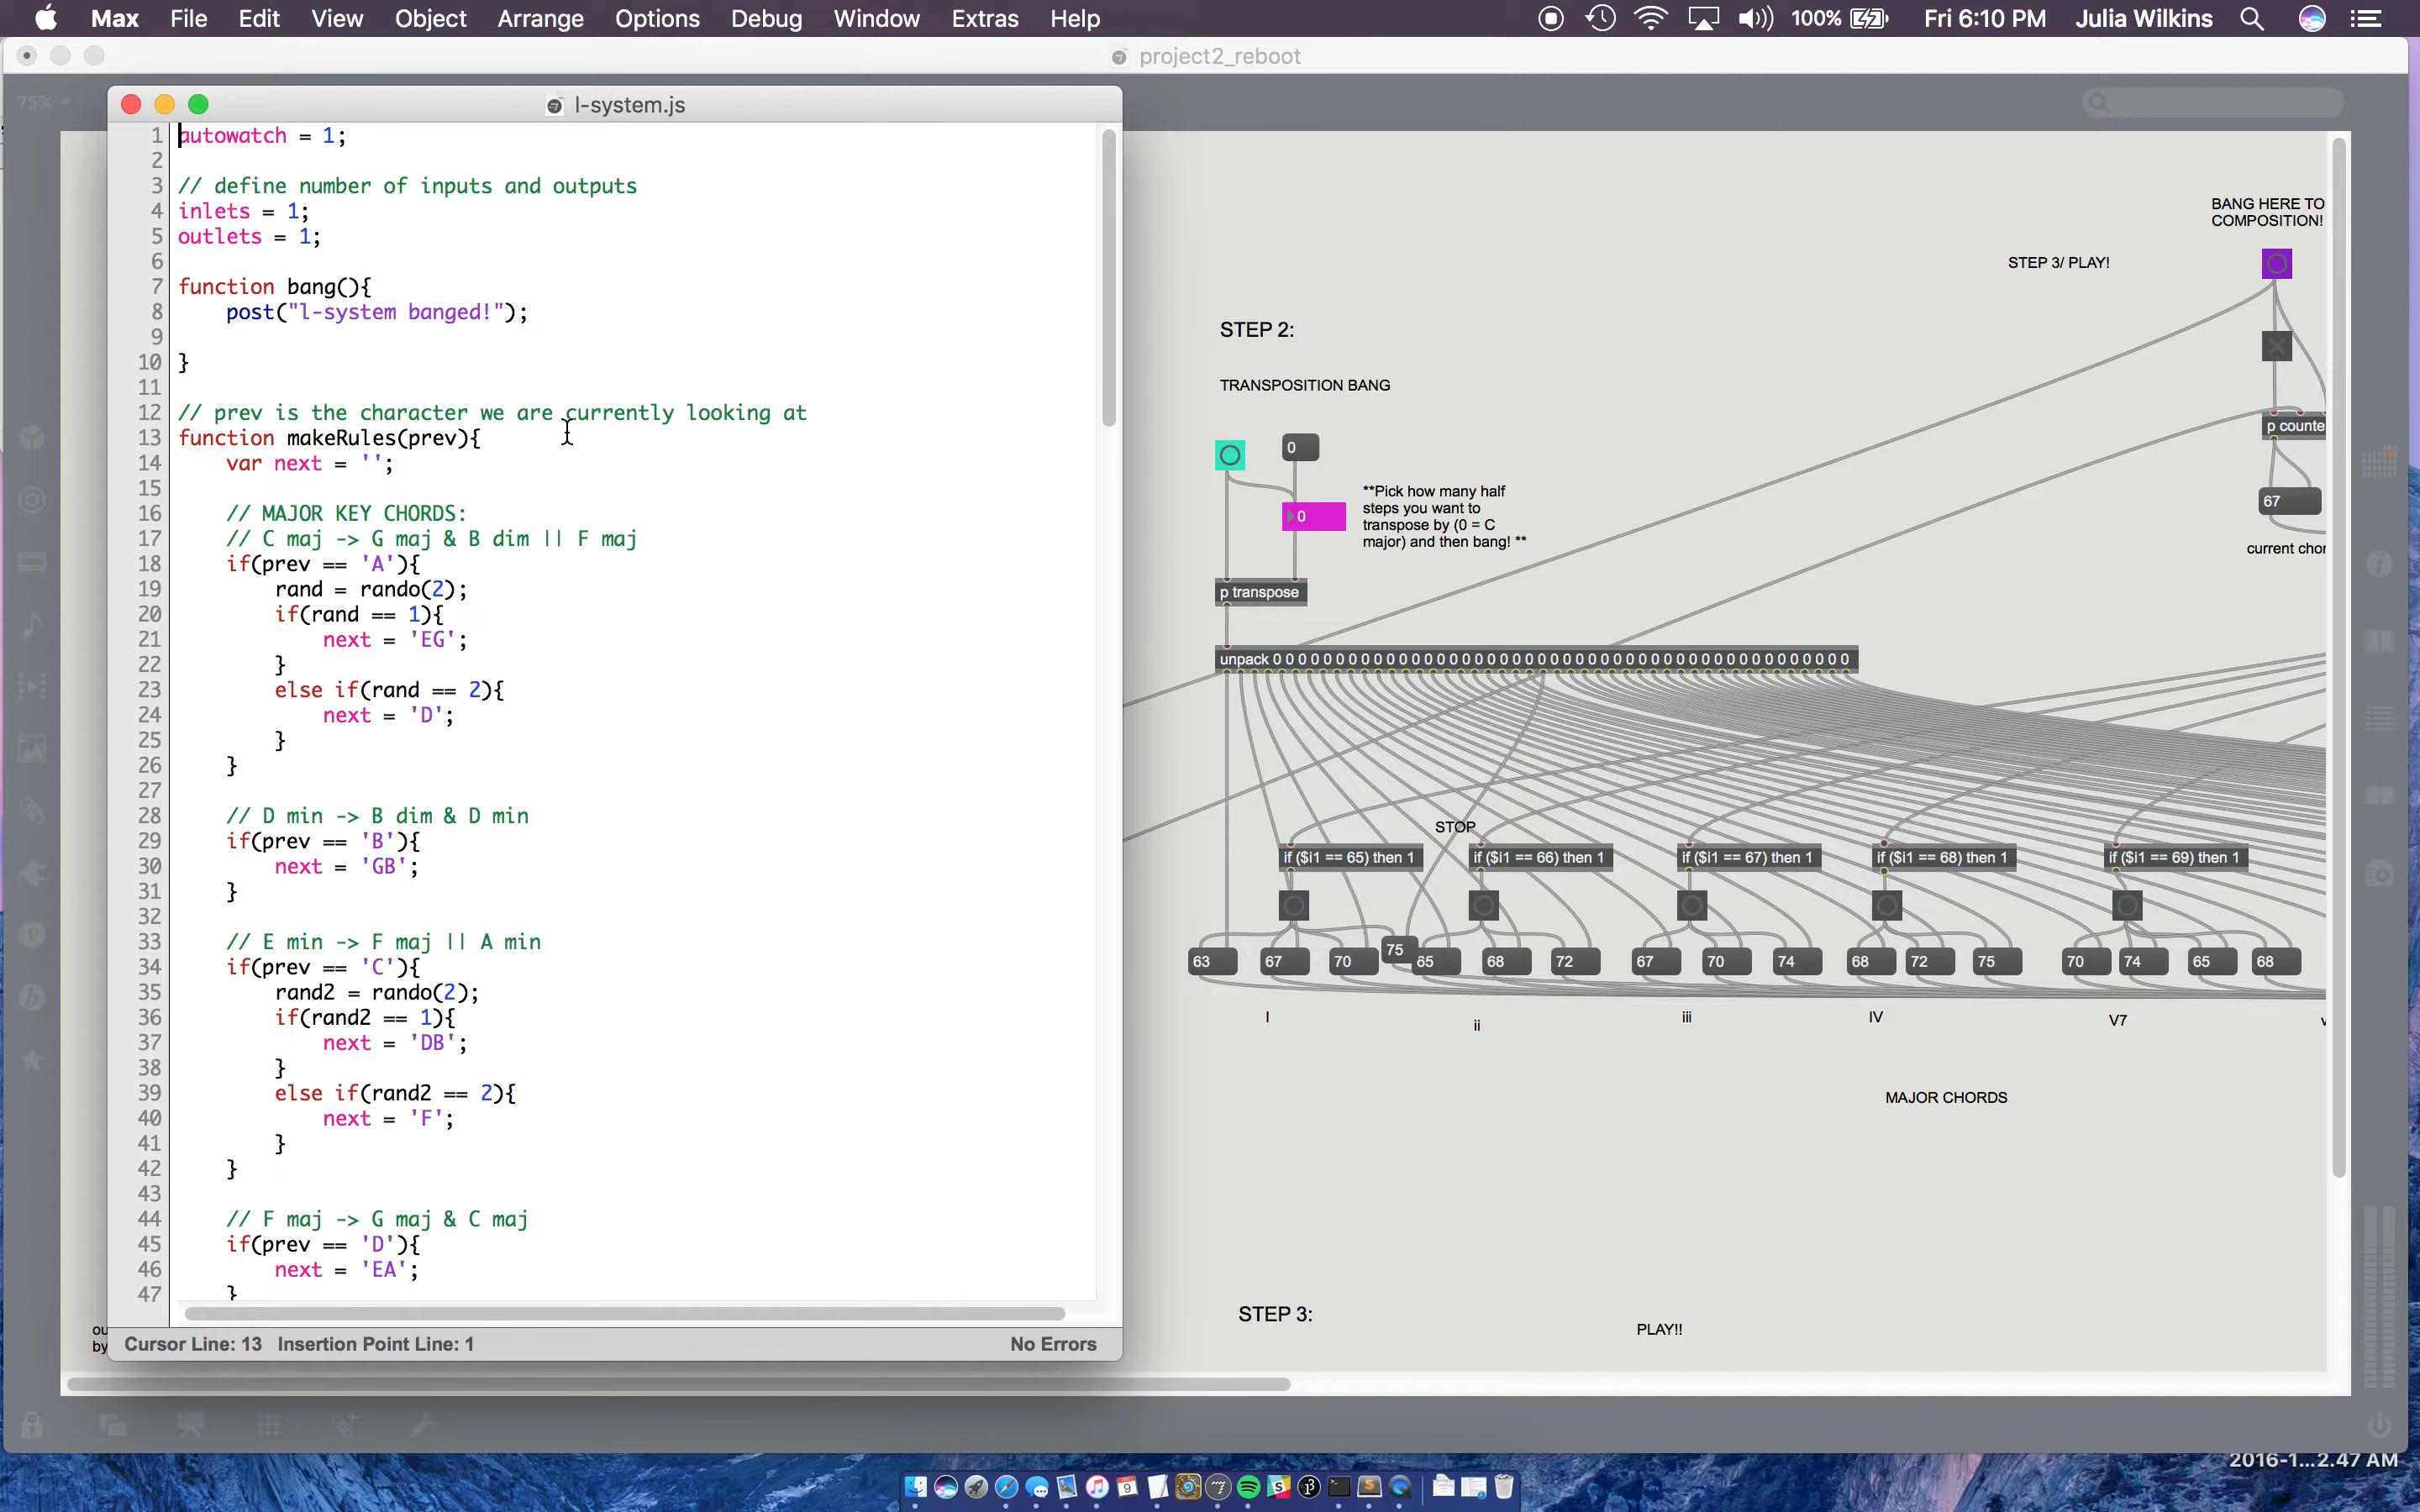 Max File Edit View Object Arrange Options Debug Window Extras Help
100% Fri 6:10 PM Julia Wilkins
project2_reboot
75%
l-system.js
1 autowatch = 1;
2
3 // define number of inputs and outputs
4 inlets = 1;
5 outlets = 1;
6
7 function bang(){
8 post("l-system banged!");
9
10 }
11
12 // prev is the character we are currently looking at
13 function makeRules(prev){
14 var next = '';
15
16 // MAJOR KEY CHORDS:
17 // C maj -> G maj & B dim || F maj
18 if(prev == 'A'){
19 rand = rando(2);
20 if(rand == 1){
21 next = 'EG';
22 }
23 else if(rand == 2){
24 next = 'D';
25 }
26 }
27
28 // D min -> B dim & D min
29 if(prev == 'B'){
30 next = 'GB';
31 }
32
33 // E min -> F maj || A min
34 if(prev == 'C'){
35 rand2 = rando(2);
36 if(rand2 == 1){
37 next = 'DB';
38 }
39 else if(rand2 == 2){
40 next = 'F';
41 }
42 }
43
44 // F maj -> G maj & C maj
45 if(prev == 'D'){
46 next = 'EA';
47 }
Cursor Line: 13 Insertion Point Line: 1 No Errors
ou
by
BANG HERE TO
COMPOSITION!
STEP 3/ PLAY!
STEP 2:
TRANSPOSITION BANG
p counte
0
0
**Pick how many half
steps you want to
transpose by (0 = C
major) and then bang! **
67
current chor
p transpose
unpack 0 0 0 0 0 0 0 0 0 0 0 0 0 0 0 0 0 0 0 0 0 0 0 0 0 0 0 0 0 0 0 0 0 0 0 0 0 0 0 0 0 0 0 0 0 0
STOP
if ($i1 == 65) then 1 if ($i1 == 66) then 1 if ($i1 == 67) then 1 if ($i1 == 68) then 1 if ($i1 == 69) then 1
63 67 70 75 65 68 72 67 70 74 68 72 75 70 74 65 68
I ii iii IV V7 v
MAJOR CHORDS
STEP 3:
PLAY!!
2016-1...2.47 AM
9